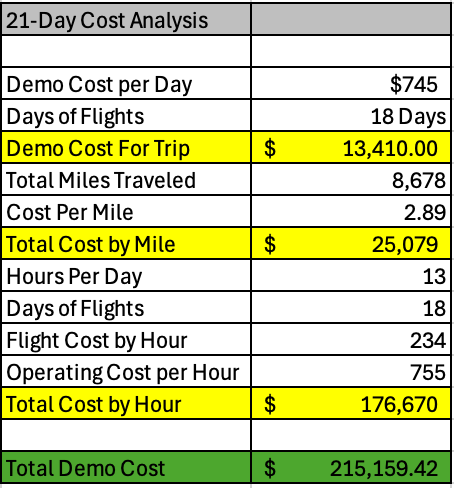 21-Day Cost Analysis
Demo Cost per Day $745
Days of Flights 18 Days
Demo Cost For Trip $ 13,410.00
Total Miles Traveled 8,678
Cost Per Mile 2.89
Total Cost by Mile $ 25,079
Hours Per Day 13
Days of Flights 18
Flight Cost by Hour 234
Operating Cost per Hour 755
Total Cost by Hour $ 176,670
Total Demo Cost $ 215,159.42